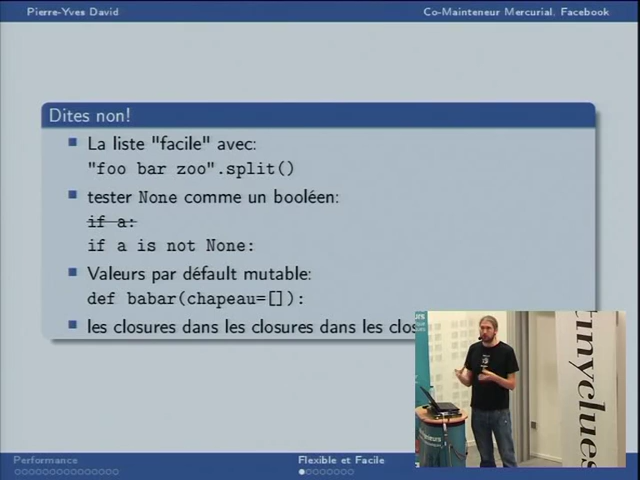 Pierre-Yves David
Co-Mainteneur Mercurial, Facebook
Dites non!
La liste "facile" avec:
"foo bar zoo".split()
tester None comme un booléen:
if a:
if a is not None:
Valeurs par défault mutable:
def babar(chapeau=[]):
les closures dans les closures dans les clos
tinyclues
Performance
Flexible et Facile